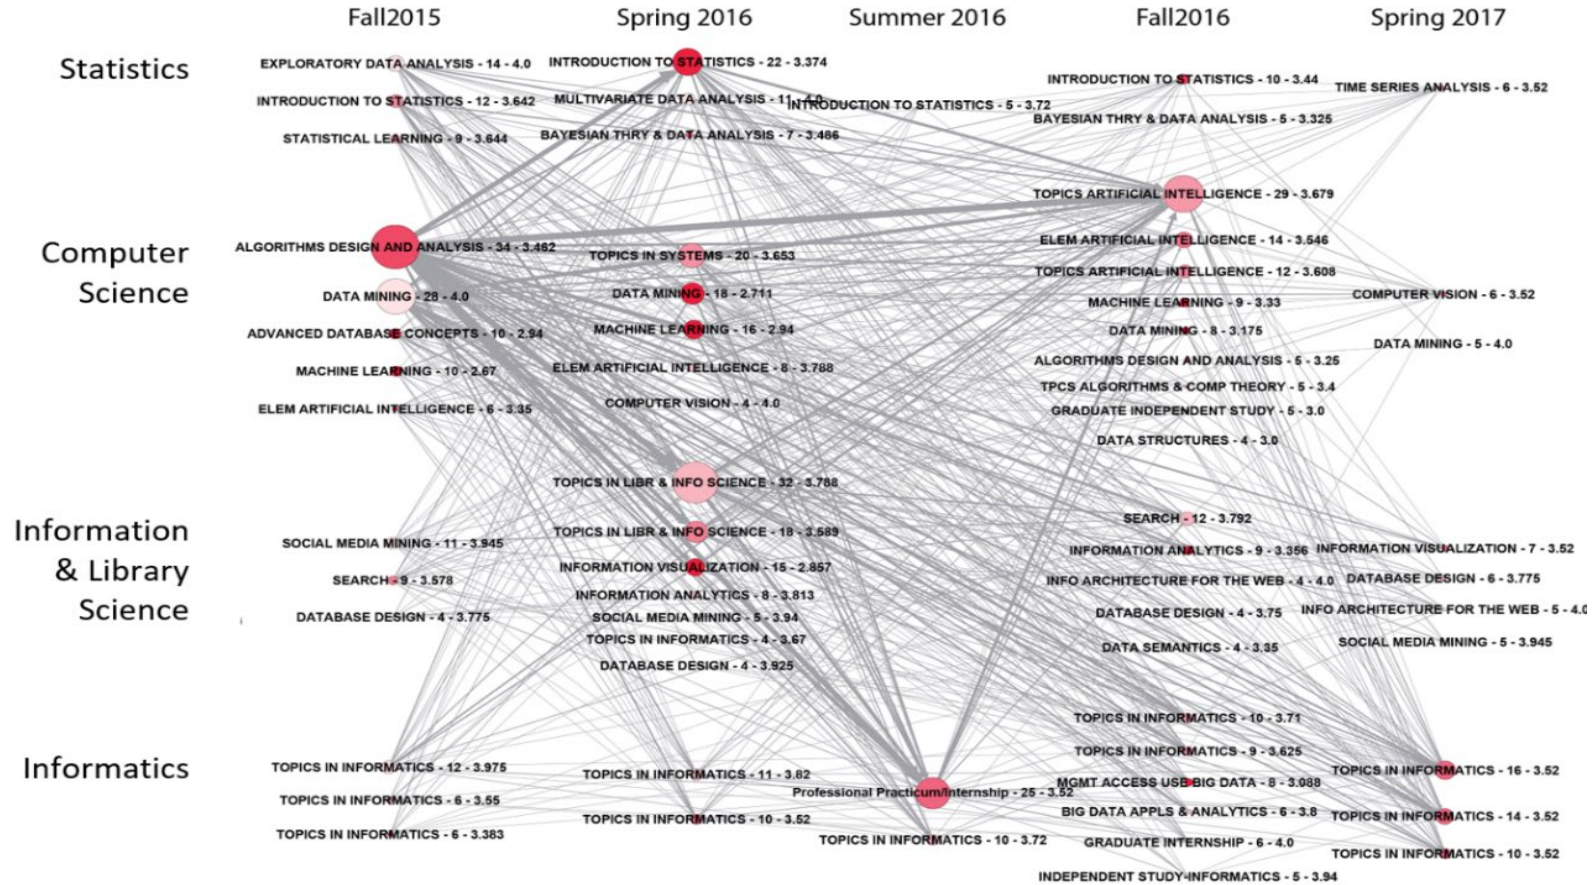 Fall2015
Spring 2016
Summer 2016
Fall2016
Spring 2017
Statistics
EXPLORATORY DATA ANALYSIS - 14 - 4.0
INTRODUCTION TO STATISTICS - 12 - 3.642
STATISTICAL LEARNING - 9 - 3.644
INTRODUCTION TO STATISTICS - 22 - 3.374
MULTIVARIATE DATA ANALYSIS - 11 - 4.0
BAYESIAN THRY & DATA ANALYSIS - 7 - 3.486
INTRODUCTION TO STATISTICS - 5 - 3.72
INTRODUCTION TO STATISTICS - 10 - 3.44
BAYESIAN THRY & DATA ANALYSIS - 5 - 3.325
TIME SERIES ANALYSIS - 6 - 3.52
Computer
Science
ALGORITHMS DESIGN AND ANALYSIS - 34 - 3.462
DATA MINING - 28 - 4.0
ADVANCED DATABASE CONCEPTS - 10 - 2.94
MACHINE LEARNING - 10 - 2.67
ELEM ARTIFICIAL INTELLIGENCE - 6 - 3.35
TOPICS IN SYSTEMS - 20 - 3.653
DATA MINING - 18 - 2.711
MACHINE LEARNING - 16 - 2.94
ELEM ARTIFICIAL INTELLIGENCE - 8 - 3.788
COMPUTER VISION - 4 - 4.0
TOPICS ARTIFICIAL INTELLIGENCE - 29 - 3.679
ELEM ARTIFICIAL INTELLIGENCE - 14 - 3.546
TOPICS ARTIFICIAL INTELLIGENCE - 12 - 3.608
MACHINE LEARNING - 9 - 3.33
DATA MINING - 8 - 3.175
ALGORITHMS DESIGN AND ANALYSIS - 5 - 3.25
TPCS ALGORITHMS & COMP THEORY - 5 - 3.4
GRADUATE INDEPENDENT STUDY - 5 - 3.0
DATA STRUCTURES - 4 - 3.0
COMPUTER VISION - 6 - 3.52
DATA MINING - 5 - 4.0
Information
& Library
Science
SOCIAL MEDIA MINING - 11 - 3.945
SEARCH - 9 - 3.578
DATABASE DESIGN - 4 - 3.775
TOPICS IN LIBR & INFO SCIENCE - 32 - 3.788
TOPICS IN LIBR & INFO SCIENCE - 18 - 3.589
INFORMATION VISUALIZATION - 15 - 2.857
INFORMATION ANALYTICS - 8 - 3.813
SOCIAL MEDIA MINING - 5 - 3.94
TOPICS IN INFORMATICS - 4 - 3.67
DATABASE DESIGN - 4 - 3.925
SEARCH - 12 - 3.792
INFORMATION ANALYTICS - 9 - 3.356
INFO ARCHITECTURE FOR THE WEB - 4 - 4.0
DATABASE DESIGN - 4 - 3.75
DATA SEMANTICS - 4 - 3.35
INFORMATION VISUALIZATION - 7 - 3.52
DATABASE DESIGN - 6 - 3.775
INFO ARCHITECTURE FOR THE WEB - 5 - 4.0
SOCIAL MEDIA MINING - 5 - 3.945
Informatics
TOPICS IN INFORMATICS - 12 - 3.975
TOPICS IN INFORMATICS - 6 - 3.55
TOPICS IN INFORMATICS - 6 - 3.383
TOPICS IN INFORMATICS - 11 - 3.82
TOPICS IN INFORMATICS - 10 - 3.52
Professional Practicum/Internship - 25 - 3.52
TOPICS IN INFORMATICS - 10 - 3.72
TOPICS IN INFORMATICS - 10 - 3.71
TOPICS IN INFORMATICS - 9 - 3.625
MGMT ACCESS USE BIG DATA - 8 - 3.088
BIG DATA APPLS & ANALYTICS - 6 - 3.8
GRADUATE INTERNSHIP - 6 - 4.0
INDEPENDENT STUDY-INFORMATICS - 5 - 3.94
TOPICS IN INFORMATICS - 16 - 3.52
TOPICS IN INFORMATICS - 14 - 3.52
TOPICS IN INFORMATICS - 10 - 3.52